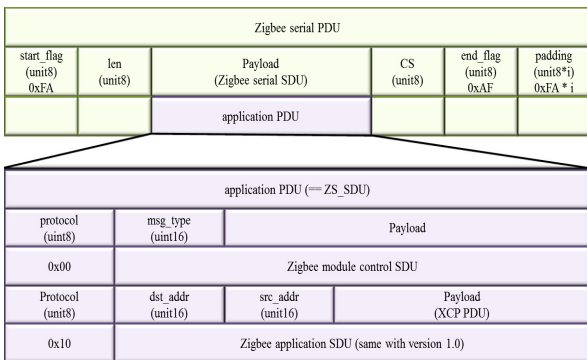 Zigbee serial PDU
start_flag
(unit8)
0xFA
len
(unit8)
Payload
(Zigbee serial SDU)
CS
(unit8)
end_flag
(unit8)
0xAF
padding
(unit8*i)
0xFA * i
application PDU
application PDU (== ZS_SDU)
protocol
(uint8)
msg_type
(uint16)
Payload
0x00
Zigbee module control SDU
Protocol
(unit8)
dst_addr
(uint16)
src_addr
(uint16)
Payload
(XCP PDU)
0x10
Zigbee application SDU (same with version 1.0)